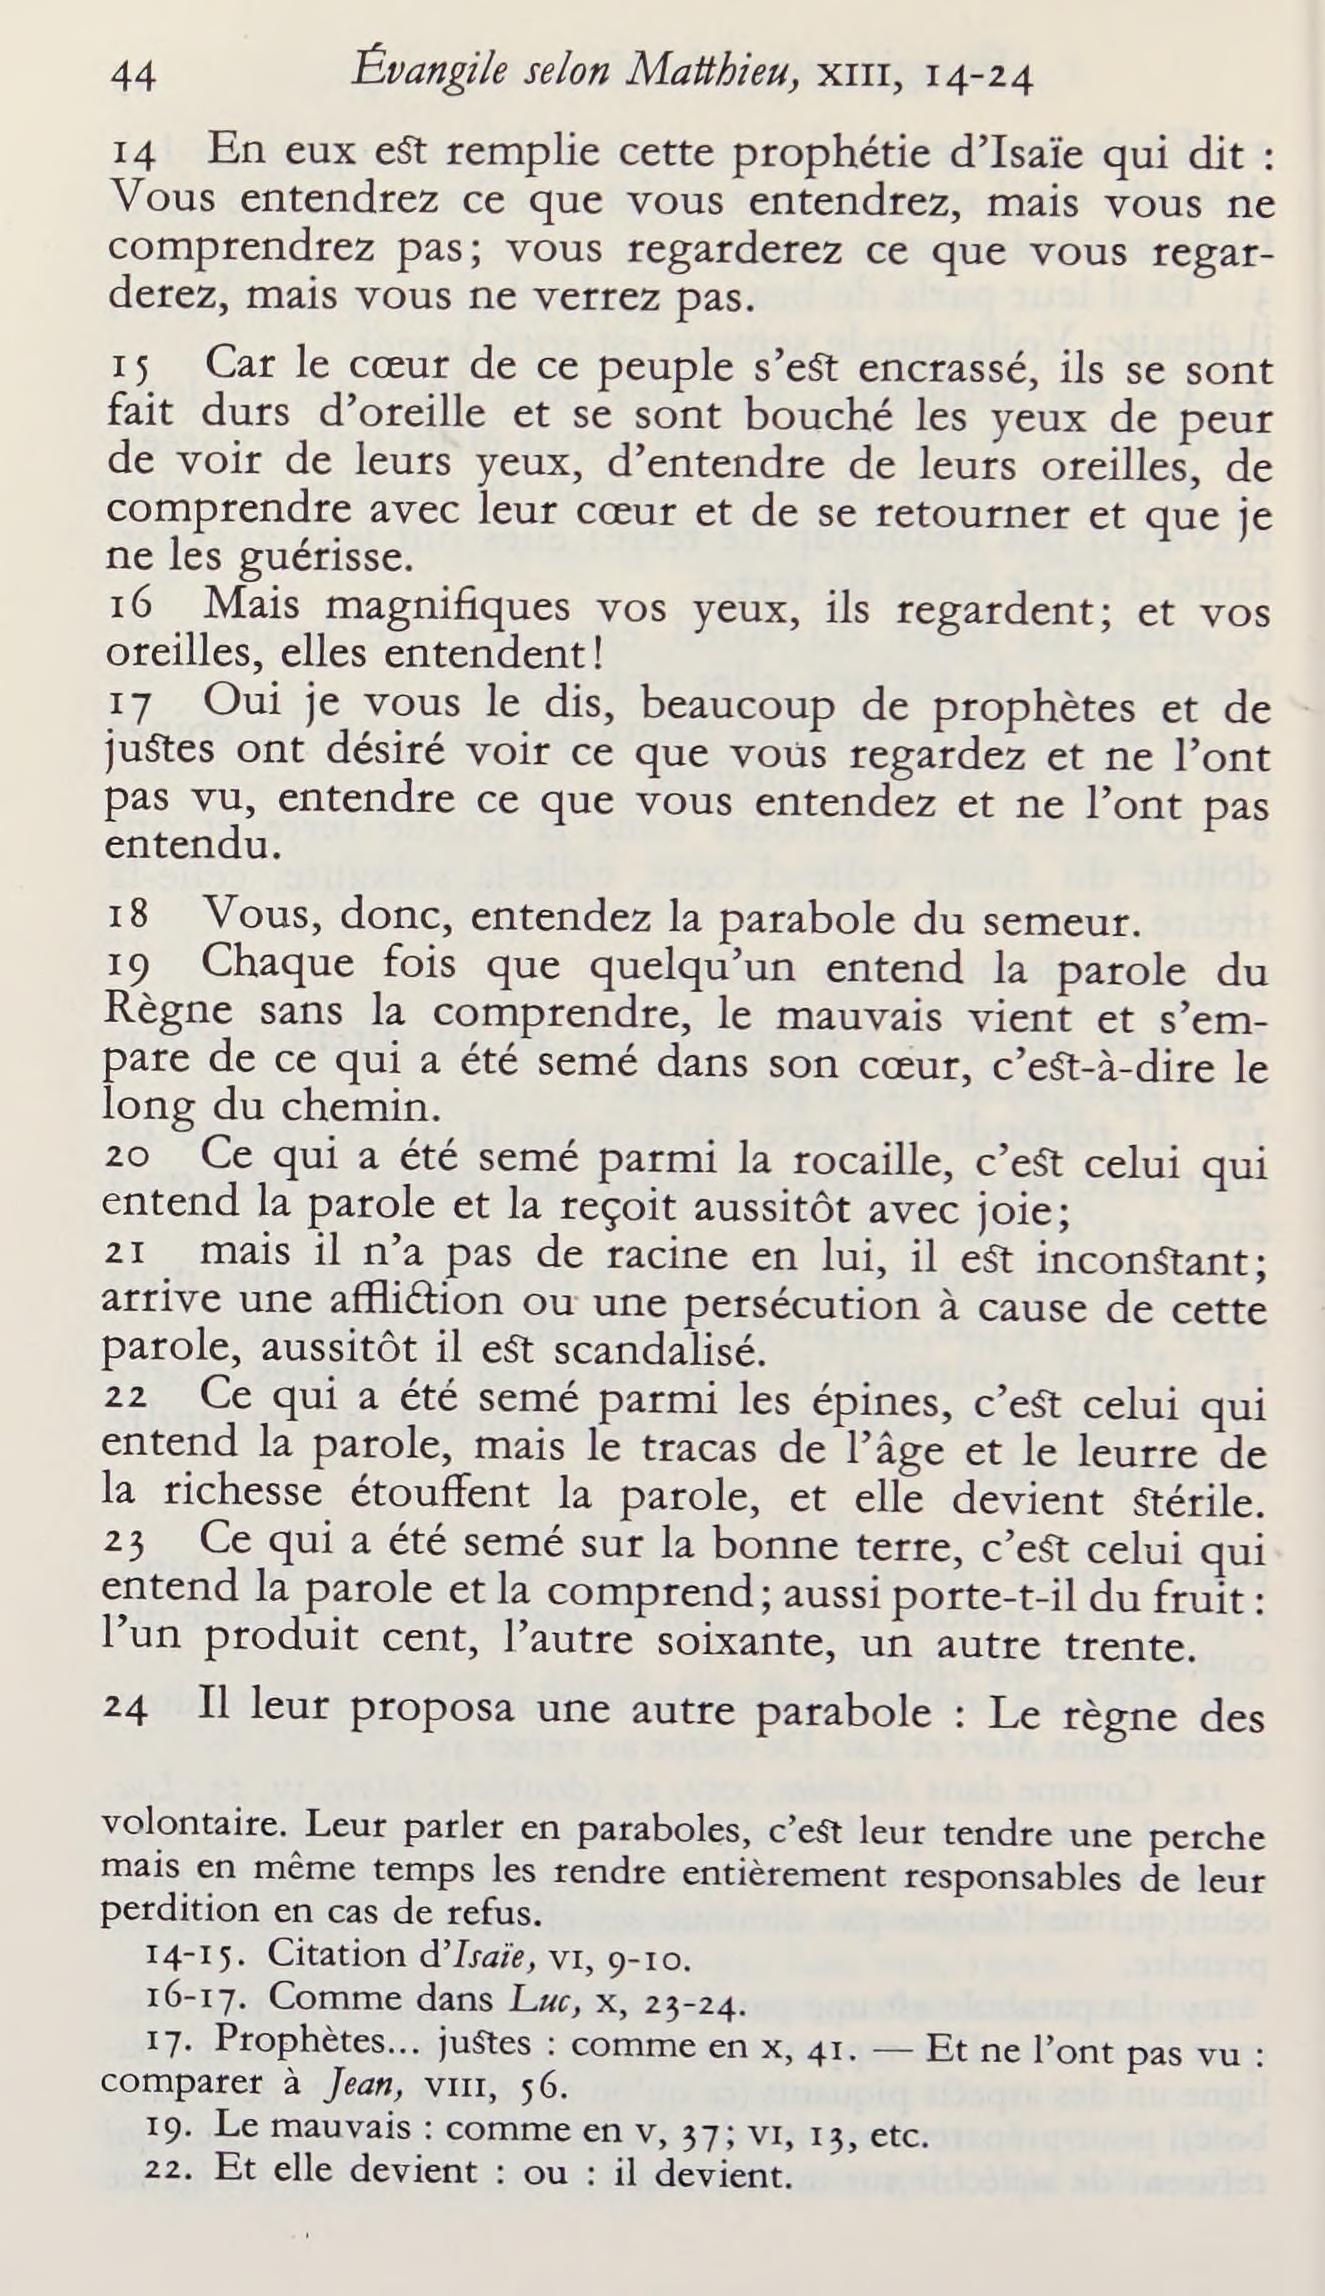 44 Évangile selon Matthieu, XIII, 14-24
14 En eux est remplie cette prophétie d’Isaïe qui dit :
Vous entendrez ce que vous entendrez, mais vous ne
comprendrez pas; vous regarderez ce que vous regar-
derez, mais vous ne verrez pas.
15 Car le cœur de ce peuple s’est encrassé, ils se sont
fait durs d’oreille et se sont bouché les yeux de peur
de voir de leurs yeux, d’entendre de leurs oreilles, de
comprendre avec leur cœur et de se retourner et que je
ne les guérisse.
16 Mais magnifiques vos yeux, ils regardent; et vos
oreilles, elles entendent!
17 Oui je vous le dis, beaucoup de prophètes et de
justes ont désiré voir ce que vous regardez et ne l’ont
pas vu, entendre ce que vous entendez et ne l’ont pas
entendu.
18 Vous, donc, entendez la parabole du semeur.
19 Chaque fois que quelqu’un entend la parole du
Règne sans la comprendre, le mauvais vient et s’em-
pare de ce qui a été semé dans son cœur, c’est-à-dire le
long du chemin.
20 Ce qui a été semé parmi la rocaille, c’est celui qui
entend la parole et la reçoit aussitôt avec joie;
21 mais il n’a pas de racine en lui, il est inconstant;
arrive une affliction ou une persécution à cause de cette
parole, aussitôt il est scandalisé.
22 Ce qui a été semé parmi les épines, c’est celui qui
entend la parole, mais le tracas de l’âge et le leurre de
la richesse étouffent la parole, et elle devient stérile.
23 Ce qui a été semé sur la bonne terre, c’est celui qui
entend la parole et la comprend; aussi porte-t-il du fruit :
l’un produit cent, l’autre soixante, un autre trente.
24 Il leur proposa une autre parabole : Le règne des
volontaire. Leur parler en paraboles, c’est leur tendre une perche
mais en même temps les rendre entièrement responsables de leur
perdition en cas de refus.
14-15. Citation d’Isaïe, VI, 9-10.
16-17. Comme dans Luc, X, 23-24.
17. Prophètes... justes : comme en X, 41. — Et ne l’ont pas vu :
comparer à Jean, VIII, 56.
19. Le mauvais : comme en V, 37; VI, 13, etc.
22. Et elle devient : ou : il devient.